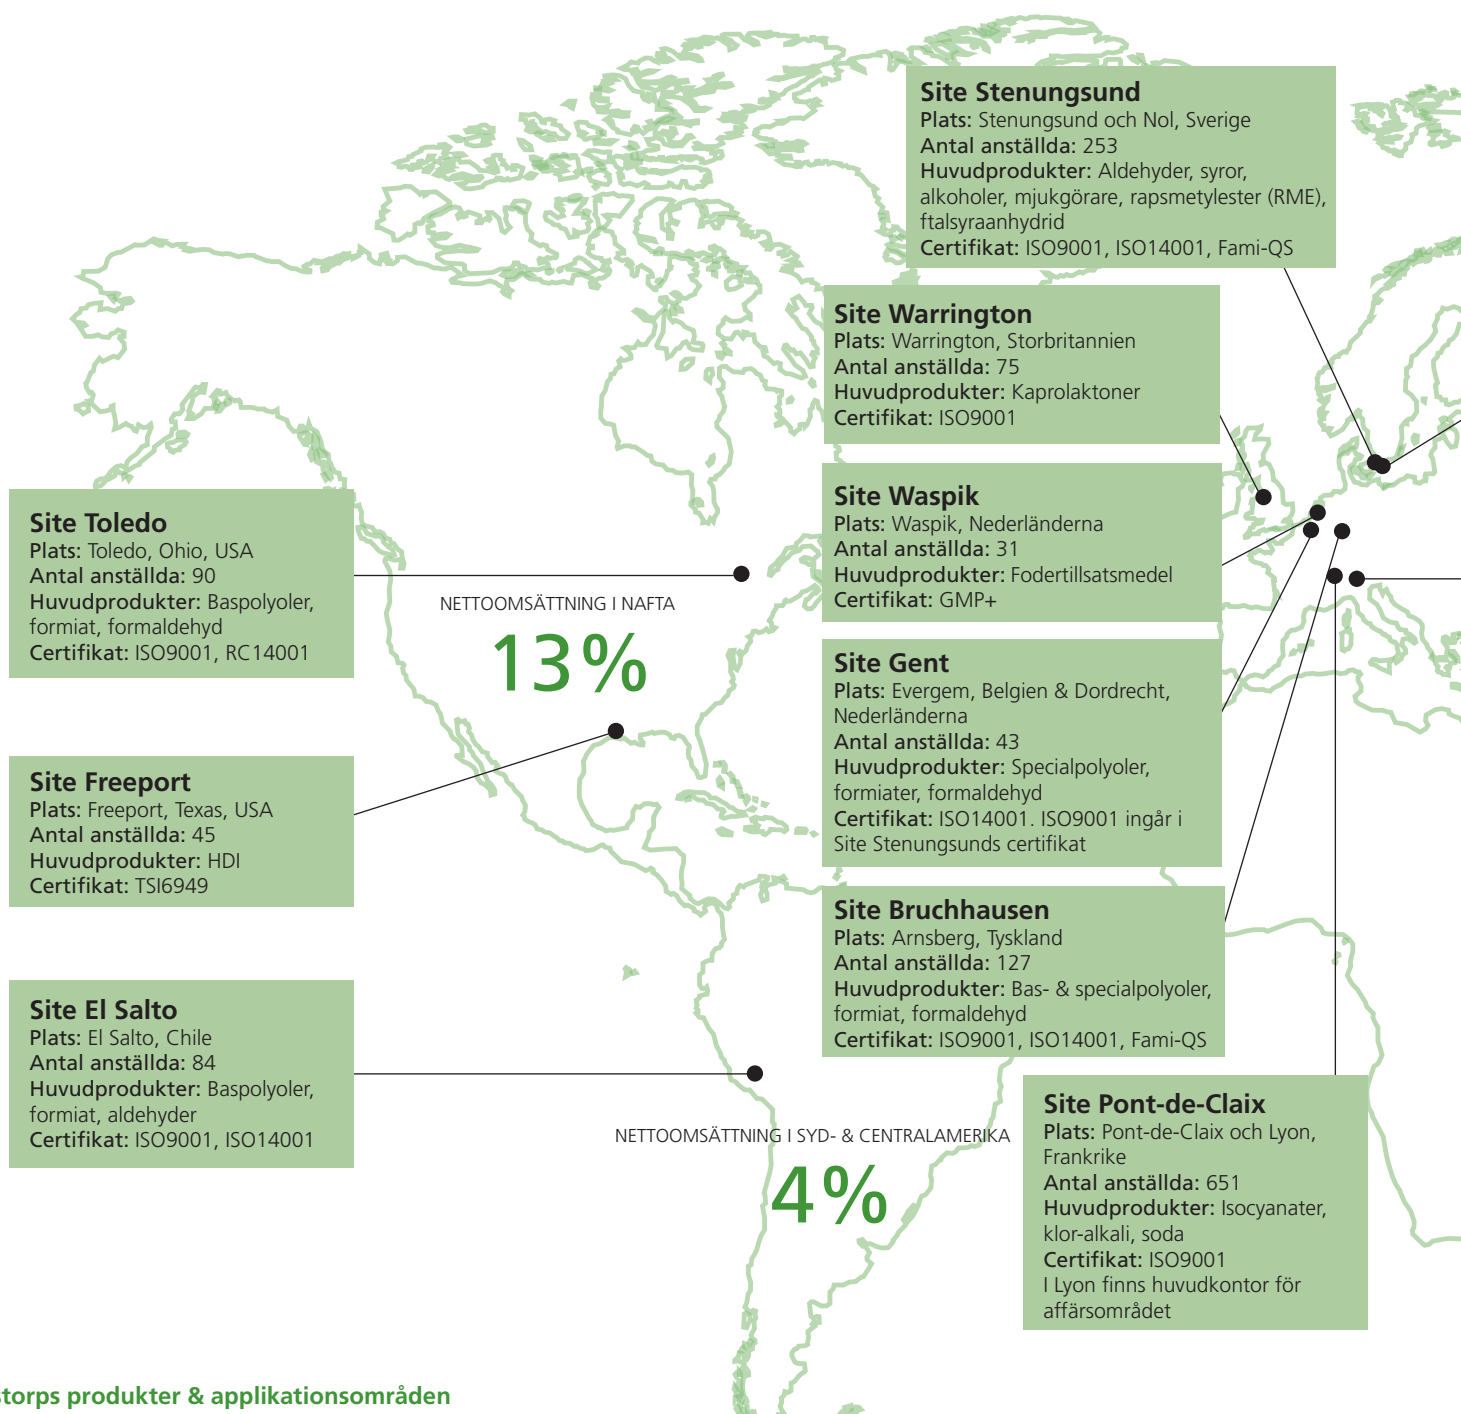 Site Stenungsund
Plats: Stenungsund och Nol, Sverige
Antal anställda: 253
Huvudprodukter: Aldehyder, syror,
alkoholer, mjukgörare, rapsmetylester (RME),
ftalsyraanhydrid
Certifikat: ISO9001, ISO14001, Fami-QS
Site Warrington
Plats: Warrington, Storbritannien
Antal anställda: 75
Huvudprodukter: Kaprolaktoner
Certifikat: ISO9001
Site Waspik
Plats: Waspik, Nederländerna
Antal anställda: 31
Huvudprodukter: Fodertillsatsmedel
Certifikat: GMP+
Site Toledo
Plats: Toledo, Ohio, USA
Antal anställda: 90
Huvudprodukter: Baspolyoler,
formiat, formaldehyd
Certifikat: ISO9001, RC14001
NETTOOMSÄTTNING I NAFTA
13%
Site Gent
Plats: Evergem, Belgien & Dordrecht,
Nederländerna
Antal anställda: 43
Huvudprodukter: Specialpolyoler,
formiater, formaldehyd
Certifikat: ISO14001. ISO9001 ingår i
Site Stenungsunds certifikat
Site Freeport
Plats: Freeport, Texas, USA
Antal anställda: 45
Huvudprodukter: HDI
Certifikat: TSI6949
Site Bruchhausen
Plats: Arnsberg, Tyskland
Antal anställda: 127
Huvudprodukter: Bas- & specialpolyoler,
formiat, formaldehyd
Certifikat: ISO9001, ISO14001, Fami-QS
Site El Salto
Plats: El Salto, Chile
Antal anställda: 84
Huvudprodukter: Baspolyoler,
formiat, aldehyder
Certifikat: ISO9001, ISO14001
NETTOOMSÄTTNING I SYD- & CENTRALAMERIKA
4%
Site Pont-de-Claix
Plats: Pont-de-Claix och Lyon,
Frankrike
Antal anställda: 651
Huvudprodukter: Isocyanater,
klor-alkali, soda
Certifikat: ISO9001
I Lyon finns huvudkontor för
affärsområdet
storps produkter & applikationsområden